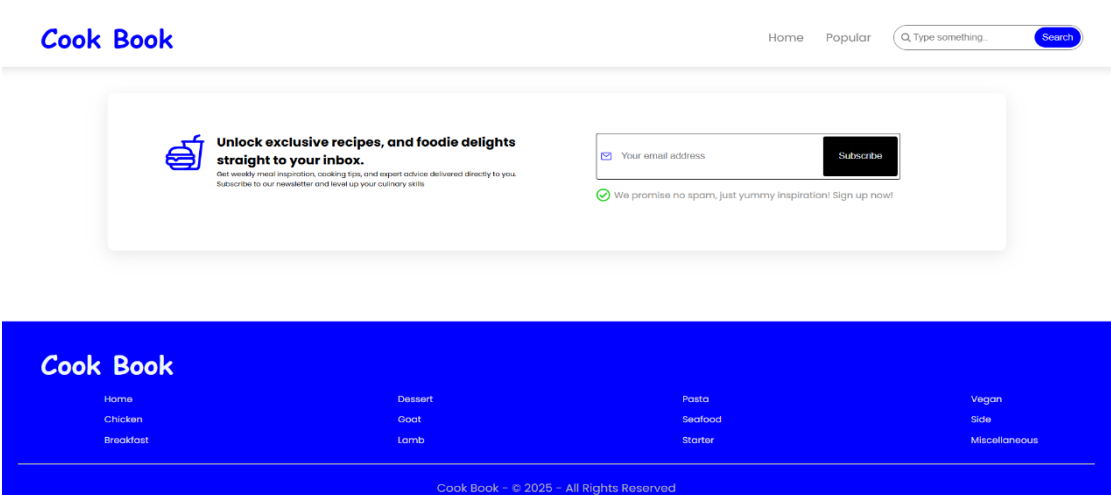 Cook Book
Home Popular Type something.. Search
Unlock exclusive recipes, and foodie delights
straight to your inbox.
Get weekly meal inspiration, cooking tips, and expert advice delivered directly to you.
Subscribe to our newsletter and level up your culinary skills
Your email address Subscribe
We promise no spam, just yummy inspiration! Sign up now!
Cook Book
Home Dessert Pasta Vegan
Chicken Goat Seafood Side
Breakfast Lamb Starter Miscellaneous
Cook Book - © 2025 - All Rights Reserved